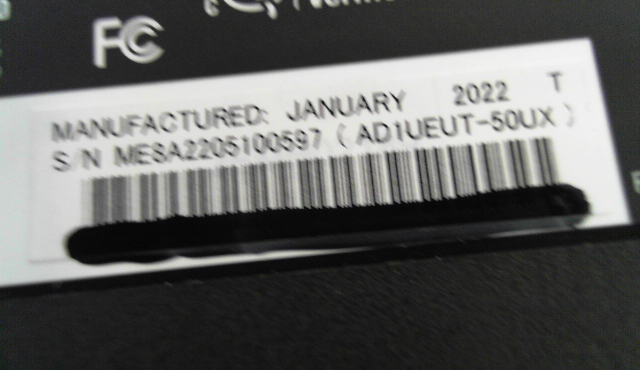 FC
MANUFACTURED: JANUARY 2022 T
S/N ME8A2205100597 ( AD1UEUT-50UX )